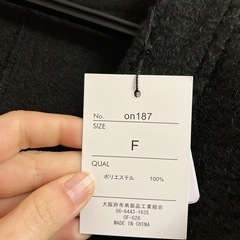 No. on187
SIZE
F
QUAL
ポリエステル 100%
大阪府布帛製品工業組合
06-6443-1635
OF-026
MADE IN CHINA